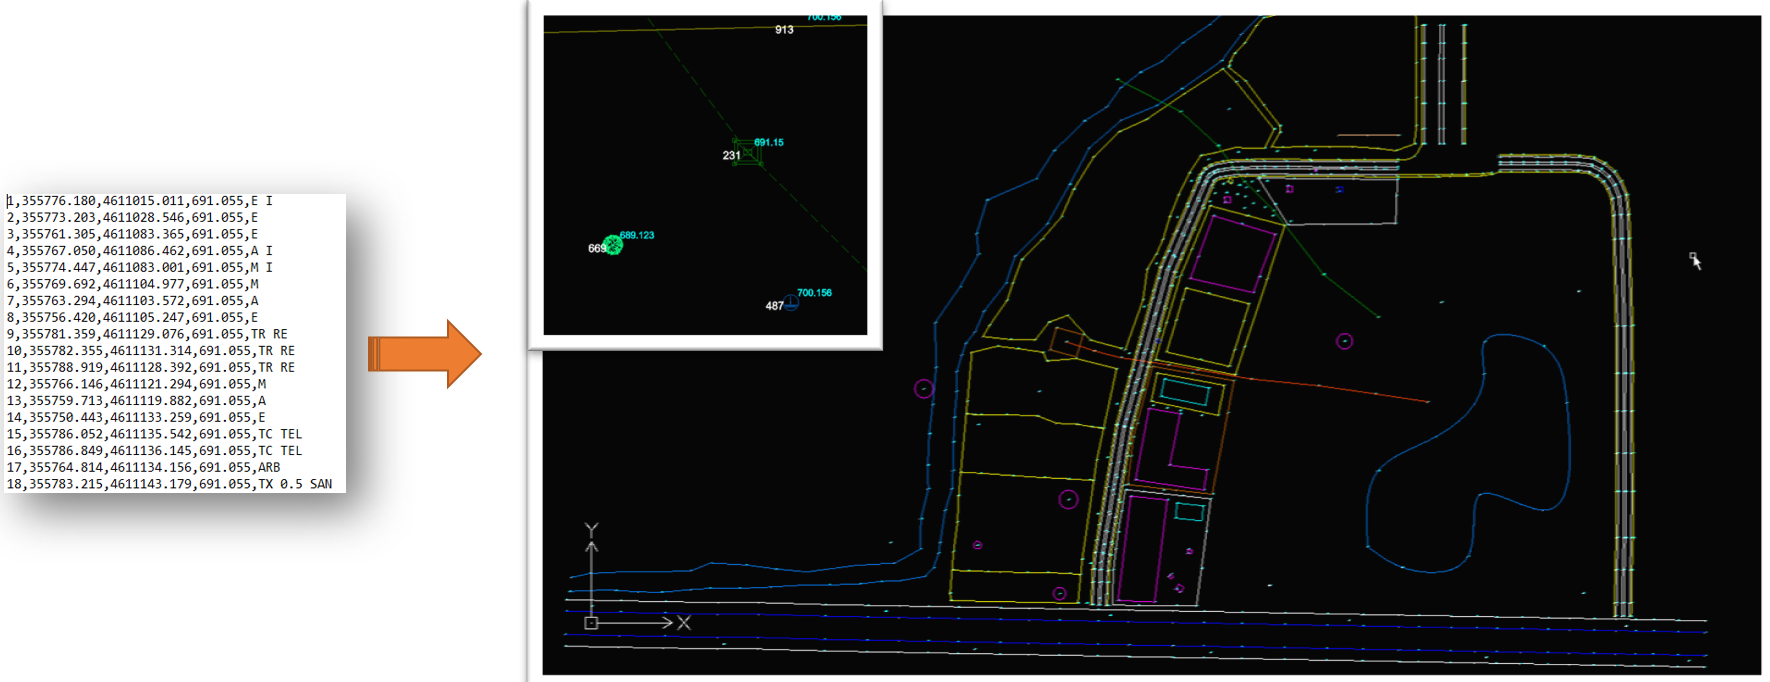 1,355776.180,4611015.011,691.055,E I
2,355773.203,4611028.546,691.055,E
3,355761.305,4611083.365,691.055,E
4,355767.050,4611086.462,691.055,A I
5,355774.447,4611083.001,691.055,M I
6,355769.692,4611104.977,691.055,M
7,355763.294,4611103.572,691.055,A
8,355756.420,4611105.247,691.055,E
9,355781.359,4611129.076,691.055,TR RE
10,355782.355,4611131.314,691.055,TR RE
11,355788.919,4611128.392,691.055,TR RE
12,355766.146,4611121.294,691.055,M
13,355759.713,4611119.882,691.055,A
14,355750.443,4611133.259,691.055,E
15,355786.052,4611135.542,691.055,TC TEL
16,355786.849,4611136.145,691.055,TC TEL
17,355764.814,4611134.156,691.055,ARB
18,355783.215,4611143.179,691.055,TX 0.5 SAN
700.156
913
691.15
231
689.123
669
700.156
487
Y
X